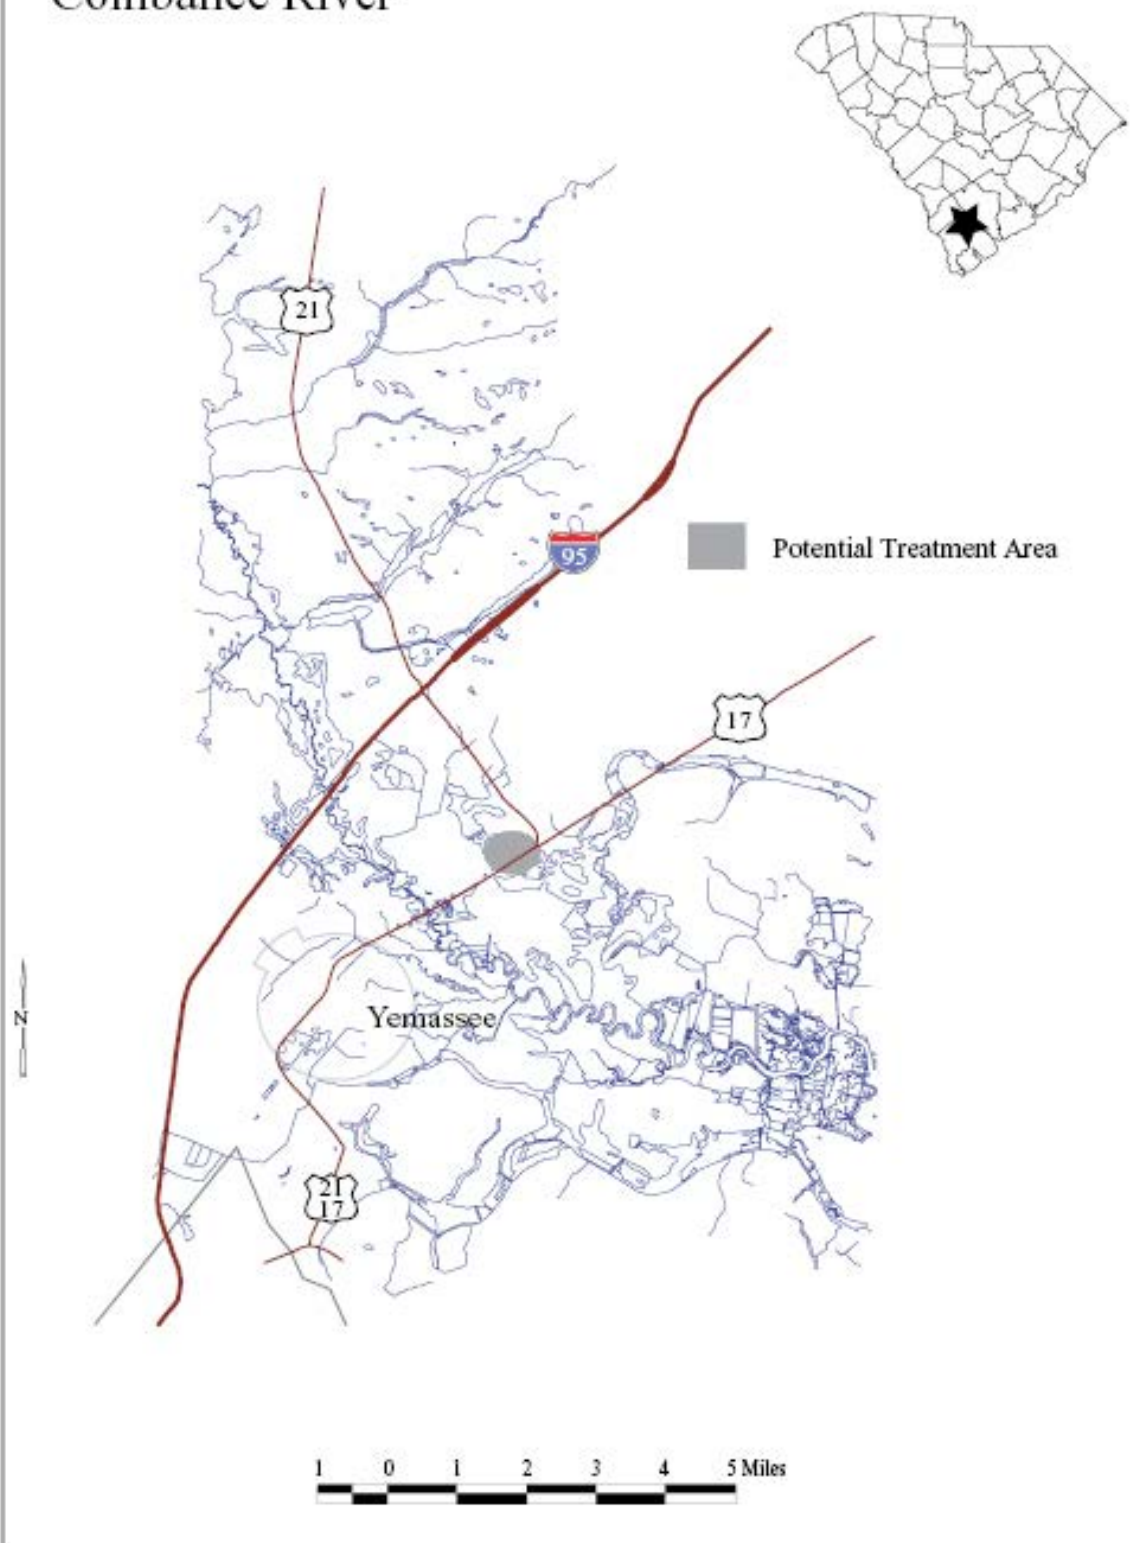 Combahee River
21
95
Potential Treatment Area
17
N
Yemassee
21
17
1 0 1 2 3 4 5 Miles